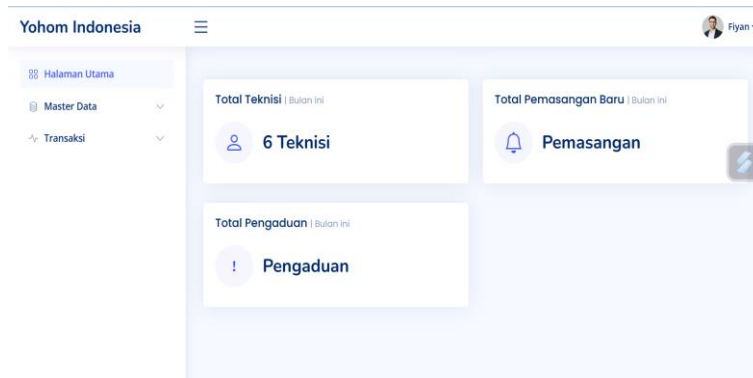 Yohom Indonesia
Fiyan
Halaman Utama
Master Data
Transaksi
Total Teknisi | Bulan ini
6 Teknisi
Total Pemasangan Baru | Bulan ini
Pemasangan
Total Pengaduan | Bulan ini
!
Pengaduan